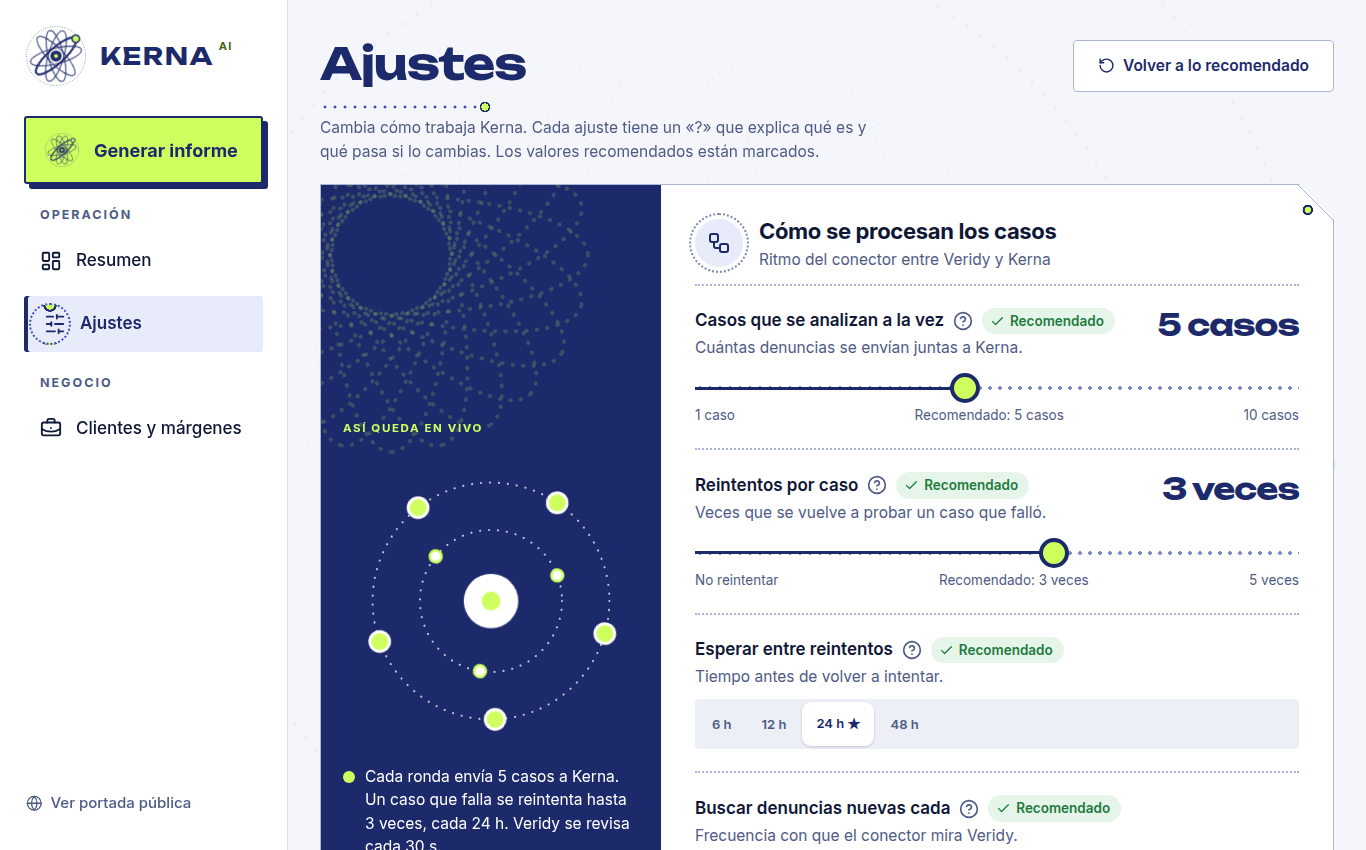 KERNA AI
Generar informe
OPERACIÓN
Resumen
Ajustes
NEGOCIO
Clientes y márgenes
Ver portada pública
Ajustes
Volver a lo recomendado
Cambia cómo trabaja Kerna. Cada ajuste tiene un «?» que explica qué es y
qué pasa si lo cambias. Los valores recomendados están marcados.
ASÍ QUEDA EN VIVO
Cada ronda envía 5 casos a Kerna.
Un caso que falla se reintenta hasta
3 veces, cada 24 h. Veridy se revisa
cada 30 s.
Cómo se procesan los casos
Ritmo del conector entre Veridy y Kerna
Casos que se analizan a la vez ? Recomendado 5 casos
Cuántas denuncias se envían juntas a Kerna.
1 caso Recomendado: 5 casos 10 casos
Reintentos por caso ? Recomendado 3 veces
Veces que se vuelve a probar un caso que falló.
No reintentar Recomendado: 3 veces 5 veces
Esperar entre reintentos ? Recomendado
Tiempo antes de volver a intentar.
6 h 12 h 24 h ★ 48 h
Buscar denuncias nuevas cada ? Recomendado
Frecuencia con que el conector mira Veridy.